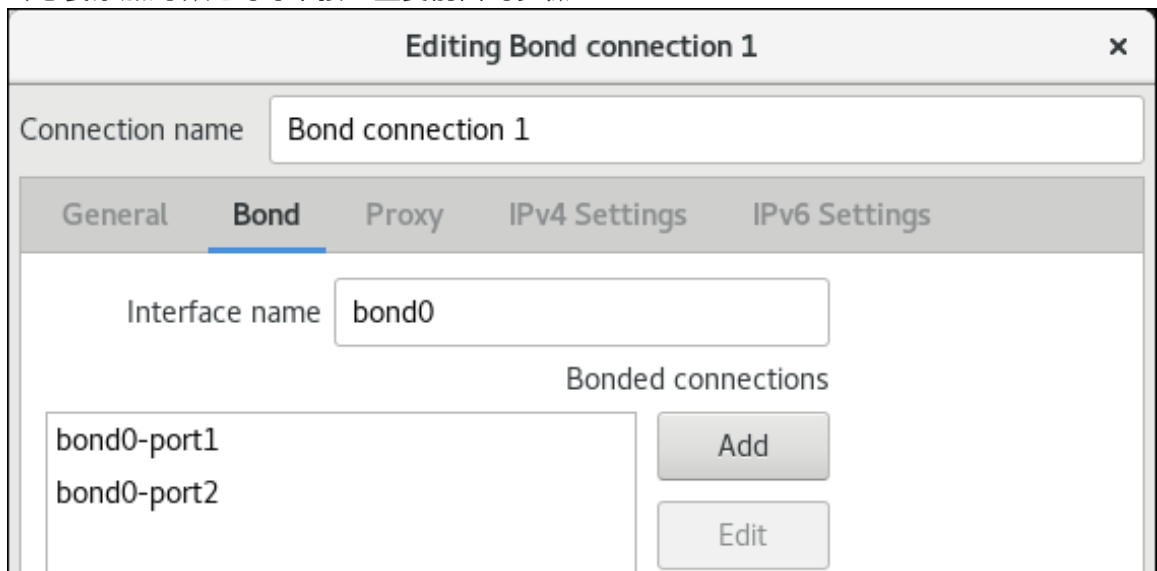 Editing Bond connection 1 ×
Connection name Bond connection 1
General Bond Proxy IPv4 Settings IPv6 Settings
Interface name bond0
Bonded connections
bond0-port1
Add
bond0-port2
Edit